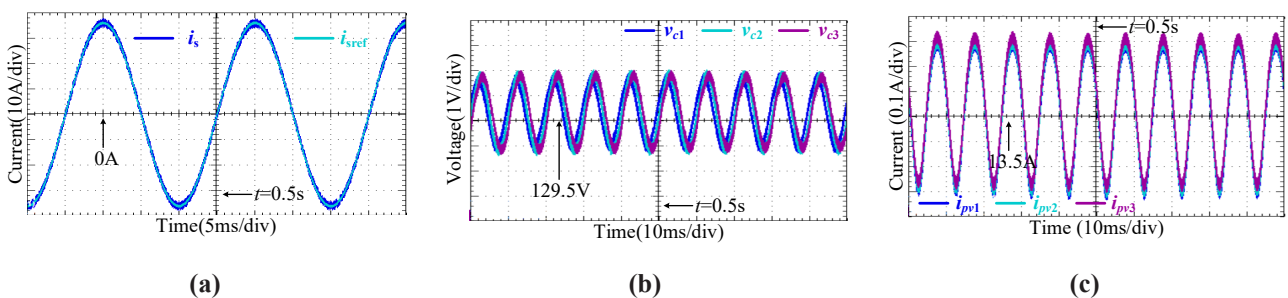 Current(10A/div)
i_s
i_sref
0A
t=0.5s
Time(5ms/div)
(a)
Voltage(1V/div)
v_c1
v_c2
v_c3
129.5V
t=0.5s
Time(10ms/div)
(b)
Current (0.1A/div)
t=0.5s
13.5A
i_pv1
i_pv2
i_pv3
Time (10ms/div)
(c)